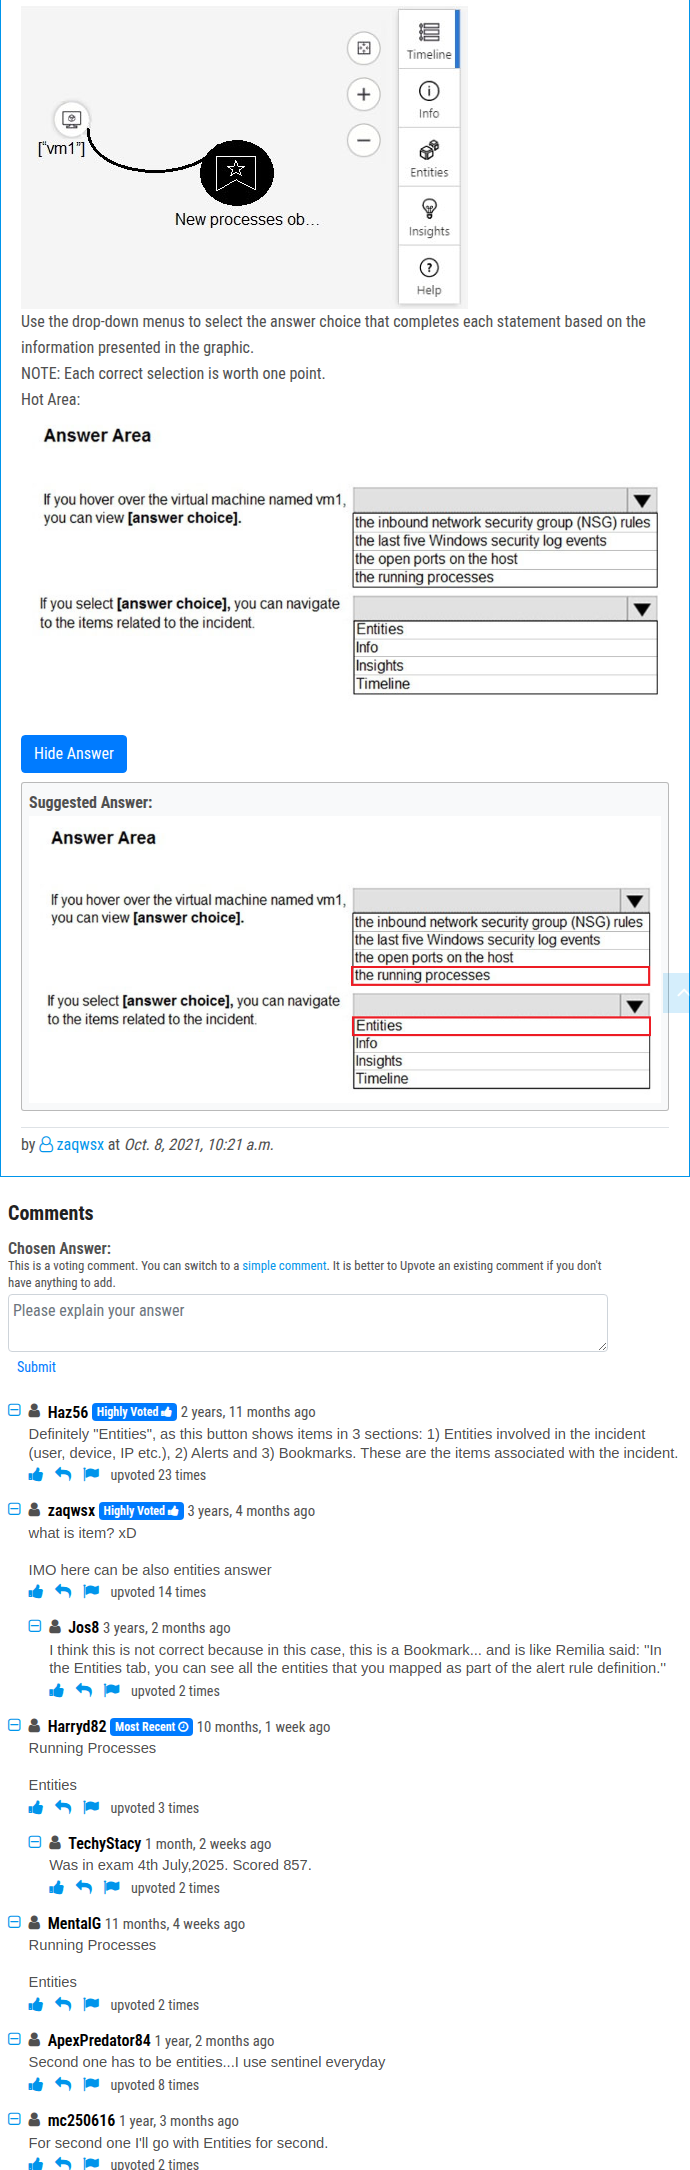 Timeline
Info
["vm1"]
Entities
New processes ob...
Insights
Help
Use the drop-down menus to select the answer choice that completes each statement based on the
information presented in the graphic.
NOTE: Each correct selection is worth one point.
Hot Area:
Answer Area
If you hover over the virtual machine named vm1,
you can view [answer choice].
the inbound network security group (NSG) rules
the last five Windows security log events
the open ports on the host
the running processes
If you select [answer choice], you can navigate
to the items related to the incident.
Entities
Info
Insights
Timeline
Hide Answer
Suggested Answer:
Answer Area
If you hover over the virtual machine named vm1,
you can view [answer choice].
the inbound network security group (NSG) rules
the last five Windows security log events
the open ports on the host
the running processes
If you select [answer choice], you can navigate
to the items related to the incident.
Entities
Info
Insights
Timeline
by zaqwsx at Oct. 8, 2021, 10:21 a.m.
Comments
Chosen Answer:
This is a voting comment. You can switch to a simple comment. It is better to Upvote an existing comment if you don't
have anything to add.
Please explain your answer
Submit
Haz56 Highly Voted 2 years, 11 months ago
Definitely "Entities", as this button shows items in 3 sections: 1) Entities involved in the incident
(user, device, IP etc.), 2) Alerts and 3) Bookmarks. These are the items associated with the incident.
upvoted 23 times
zaqwsx Highly Voted 3 years, 4 months ago
what is item? xD
IMO here can be also entities answer
upvoted 14 times
Jos8 3 years, 2 months ago
I think this is not correct because in this case, this is a Bookmark... and is like Remilia said: "In
the Entities tab, you can see all the entities that you mapped as part of the alert rule definition."
upvoted 2 times
Harryd82 Most Recent 10 months, 1 week ago
Running Processes
Entities
upvoted 3 times
TechyStacy 1 month, 2 weeks ago
Was in exam 4th July,2025. Scored 857.
upvoted 2 times
MentalG 11 months, 4 weeks ago
Running Processes
Entities
upvoted 2 times
ApexPredator84 1 year, 2 months ago
Second one has to be entities...I use sentinel everyday
upvoted 8 times
mc250616 1 year, 3 months ago
For second one I'll go with Entities for second.
upvoted 2 times